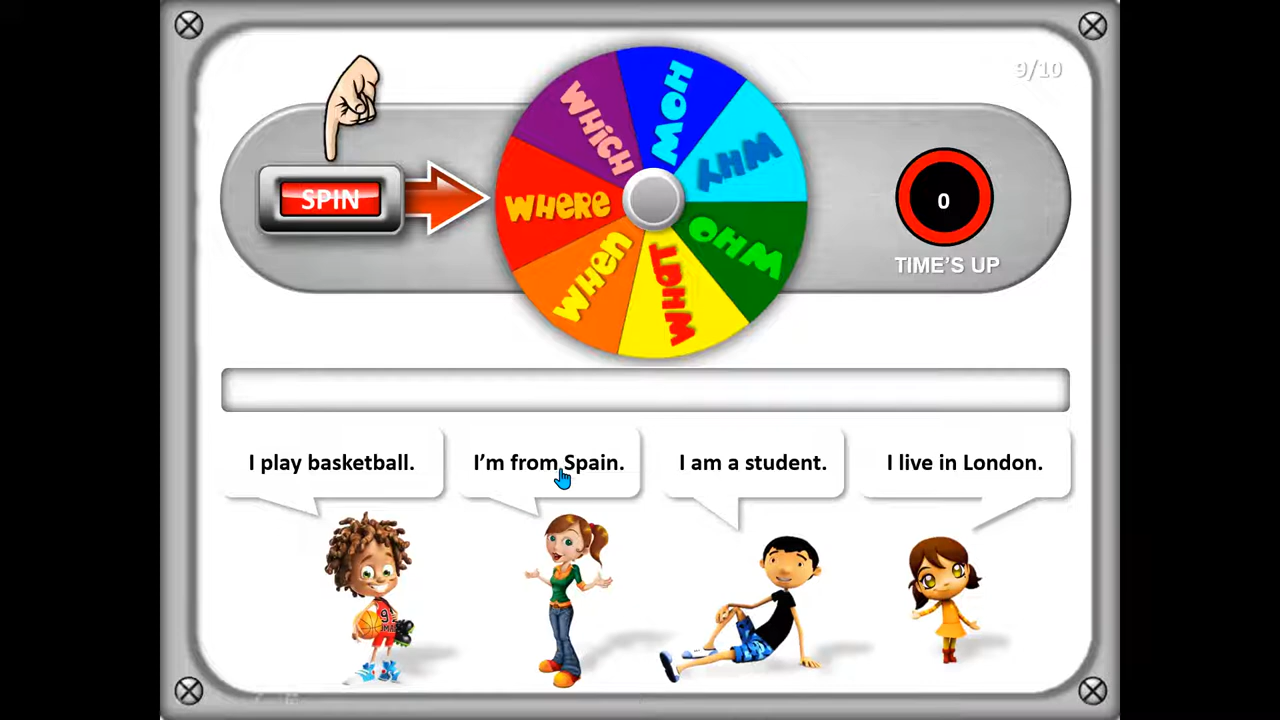 9/10
SPIN
WHICH
HOW
WHY
WHERE
WHO
WHEN
WHAT
0
TIME'S UP
I play basketball.
I'm from Spain.
I am a student.
I live in London.